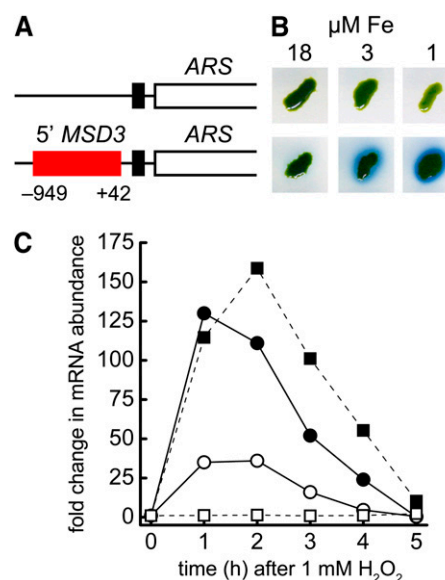 A
ARS
5' MSD3
ARS
–949
+42
B
µM Fe
18 3 1
C
fold change in mRNA abundance
175
150
125
100
75
50
25
0
0 1 2 3 4 5
time (h) after 1 mM H₂O₂